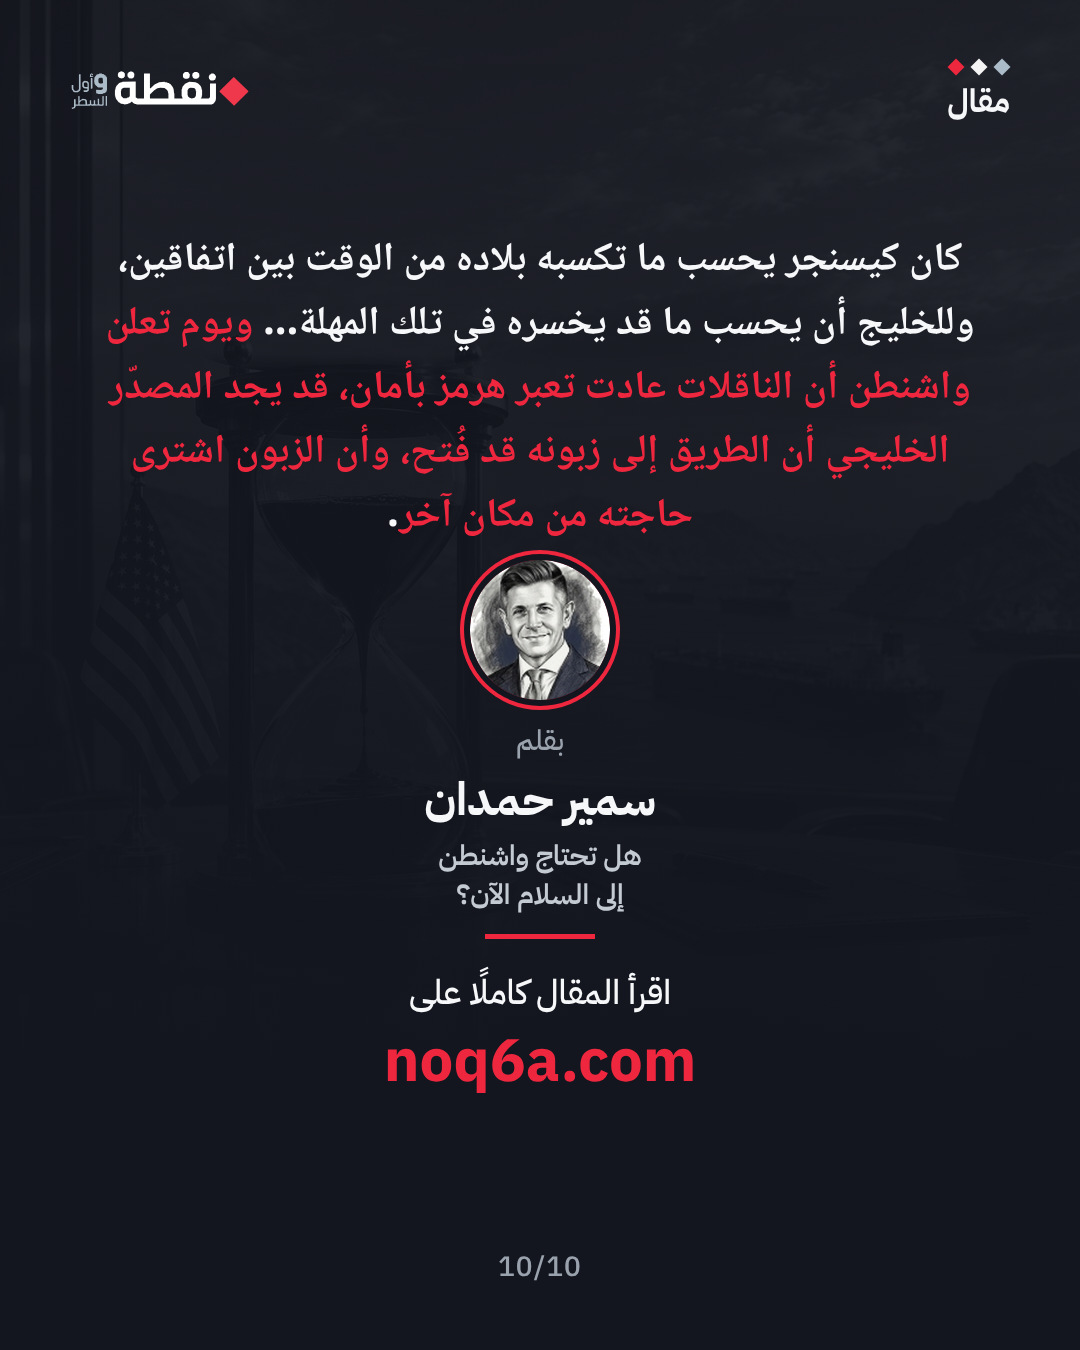 مقال
نقطة وأول السطر
كان كيسنجر يحسب ما تكسبه بلاده من الوقت بين اتفاقين،
وللخليج أن يحسب ما قد يخسره في تلك المهلة... ويوم تعلن
واشنطن أن الناقلات عادت تعبر هرمز بأمان، قد يجد المصدّر
الخليجي أن الطريق إلى زبونه قد فُتح، وأن الزبون اشترى
حاجته من مكان آخر.
بقلم
سمير حمدان
هل تحتاج واشنطن
إلى السلام الآن؟
اقرأ المقال كاملًا على
noq6a.com
10/10